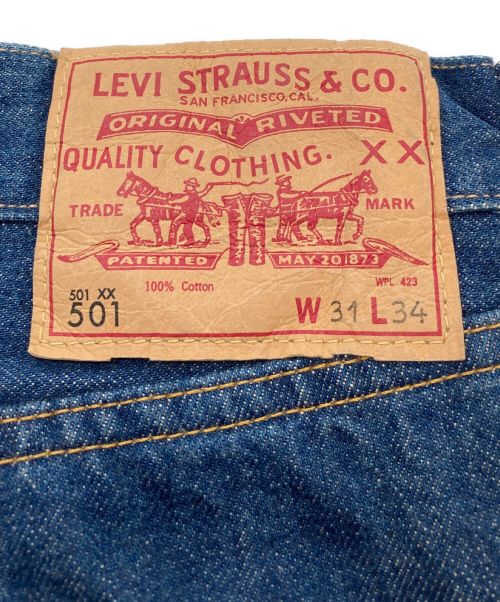 LEVI STRAUSS & CO.
SAN FRANCISCO, CAL.
ORIGINAL RIVETED
QUALITY CLOTHING. XX
TRADE MARK
PATENTED MAY 20 1873
100% Cotton WPL 423
501 XX
501 W 31 L 34